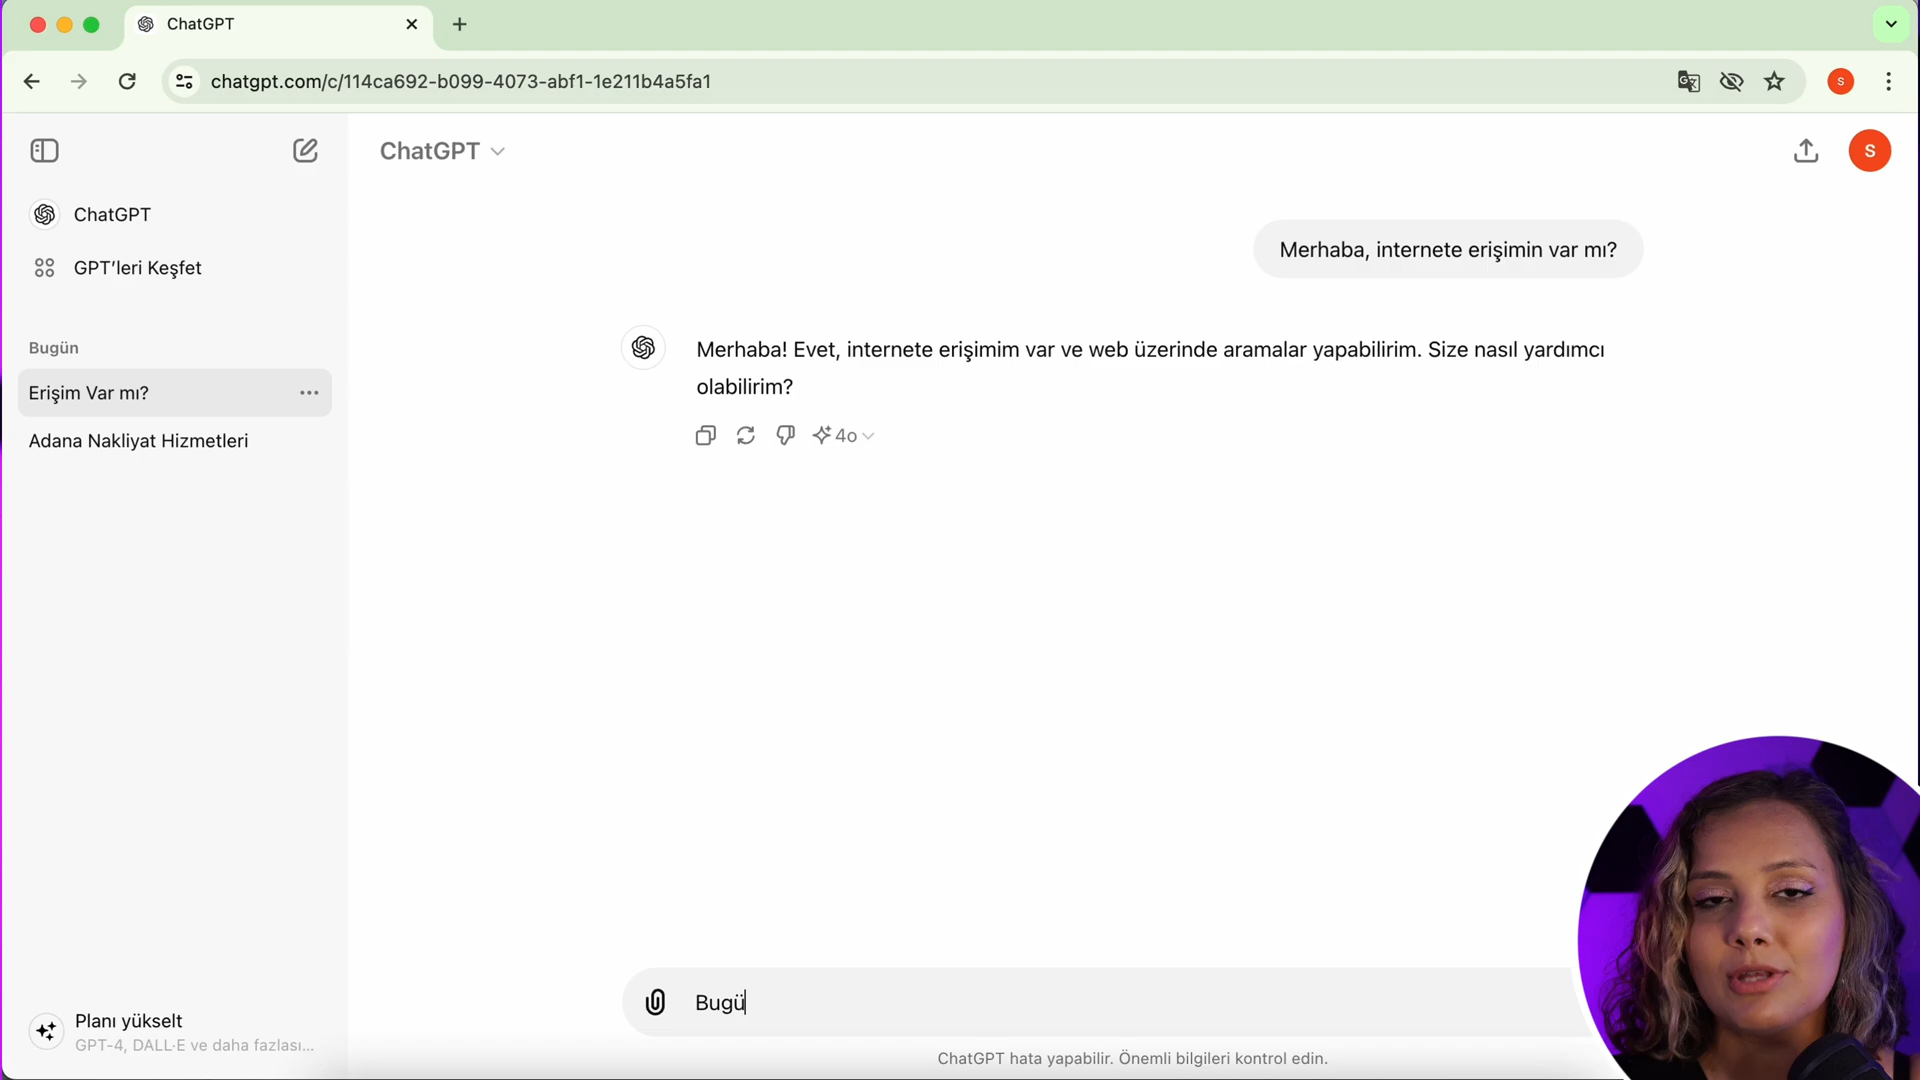 ChatGPT
chatgpt.com/c/114ca692-b099-4073-abf1-1e211b4a5fa1
S
ChatGPT
S
ChatGPT
GPT'leri Keşfet
Bugün
Erişim Var mı?
Adana Nakliyat Hizmetleri
Merhaba, internete erişimin var mı?
Merhaba! Evet, internete erişimim var ve web üzerinde aramalar yapabilirim. Size nasıl yardımcı
olabilirim?
4o
Bugü
Planı yükselt
GPT-4, DALL·E ve daha fazlası...
ChatGPT hata yapabilir. Önemli bilgileri kontrol edin.